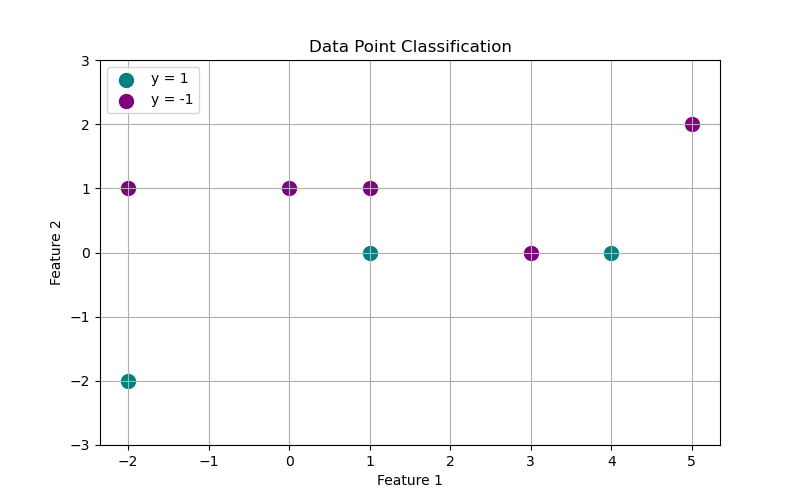 Data Point Classification
y = 1
y = -1
3
2
1
0
−1
−2
−3
Feature 2
−2 −1 0 1 2 3 4 5
Feature 1